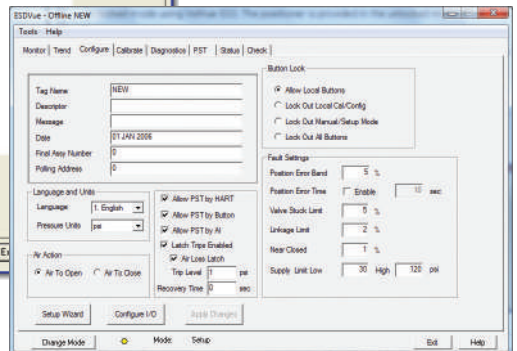 ESDVue - Offline NEW
Tools Help
Monitor Trend Configure Calibrate Diagnostics PST Status Check
Tag Name NEW
Descriptor
Message
Date 01 JAN 2006
Final Assy Number 0
Polling Address 0
Button Lock
Allow Local Buttons
Lock Out Local Cal/Config
Lock Out Manual/Setup Mode
Lock Out All Buttons
Language and Units
Language 1. English
Pressure Units psi
Air Action
Air To Open Air To Close
Allow PST by HART
Allow PST by Button
Allow PST by AI
Latch Trips Enabled
Air Loss Latch
Trip Level 1 psi
Recovery Time 0 sec
Fault Settings
Position Error Band 5 %
Position Error Time Enable 10 sec
Valve Stuck Limit 5 %
Linkage Limit 2 %
Near Closed 1 %
Supply Limit Low 30 High 120 psi
Setup Wizard Configure I/O Apply Changes
Change Mode Mode: Setup Exit Help